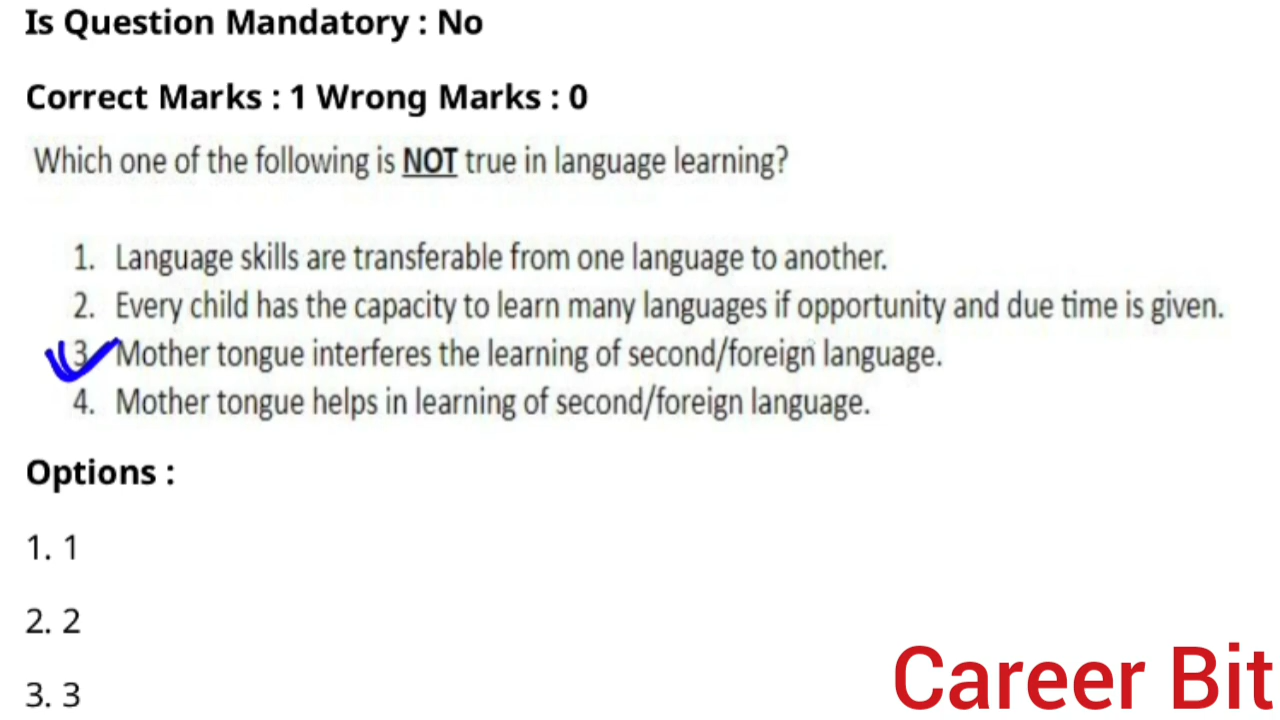 Is Question Mandatory : No
Correct Marks : 1 Wrong Marks : 0
Which one of the following is NOT true in language learning?
1. Language skills are transferable from one language to another.
2. Every child has the capacity to learn many languages if opportunity and due time is given.
3. Mother tongue interferes the learning of second/foreign language.
4. Mother tongue helps in learning of second/foreign language.
Options :
1. 1
2. 2
3. 3
Career Bit